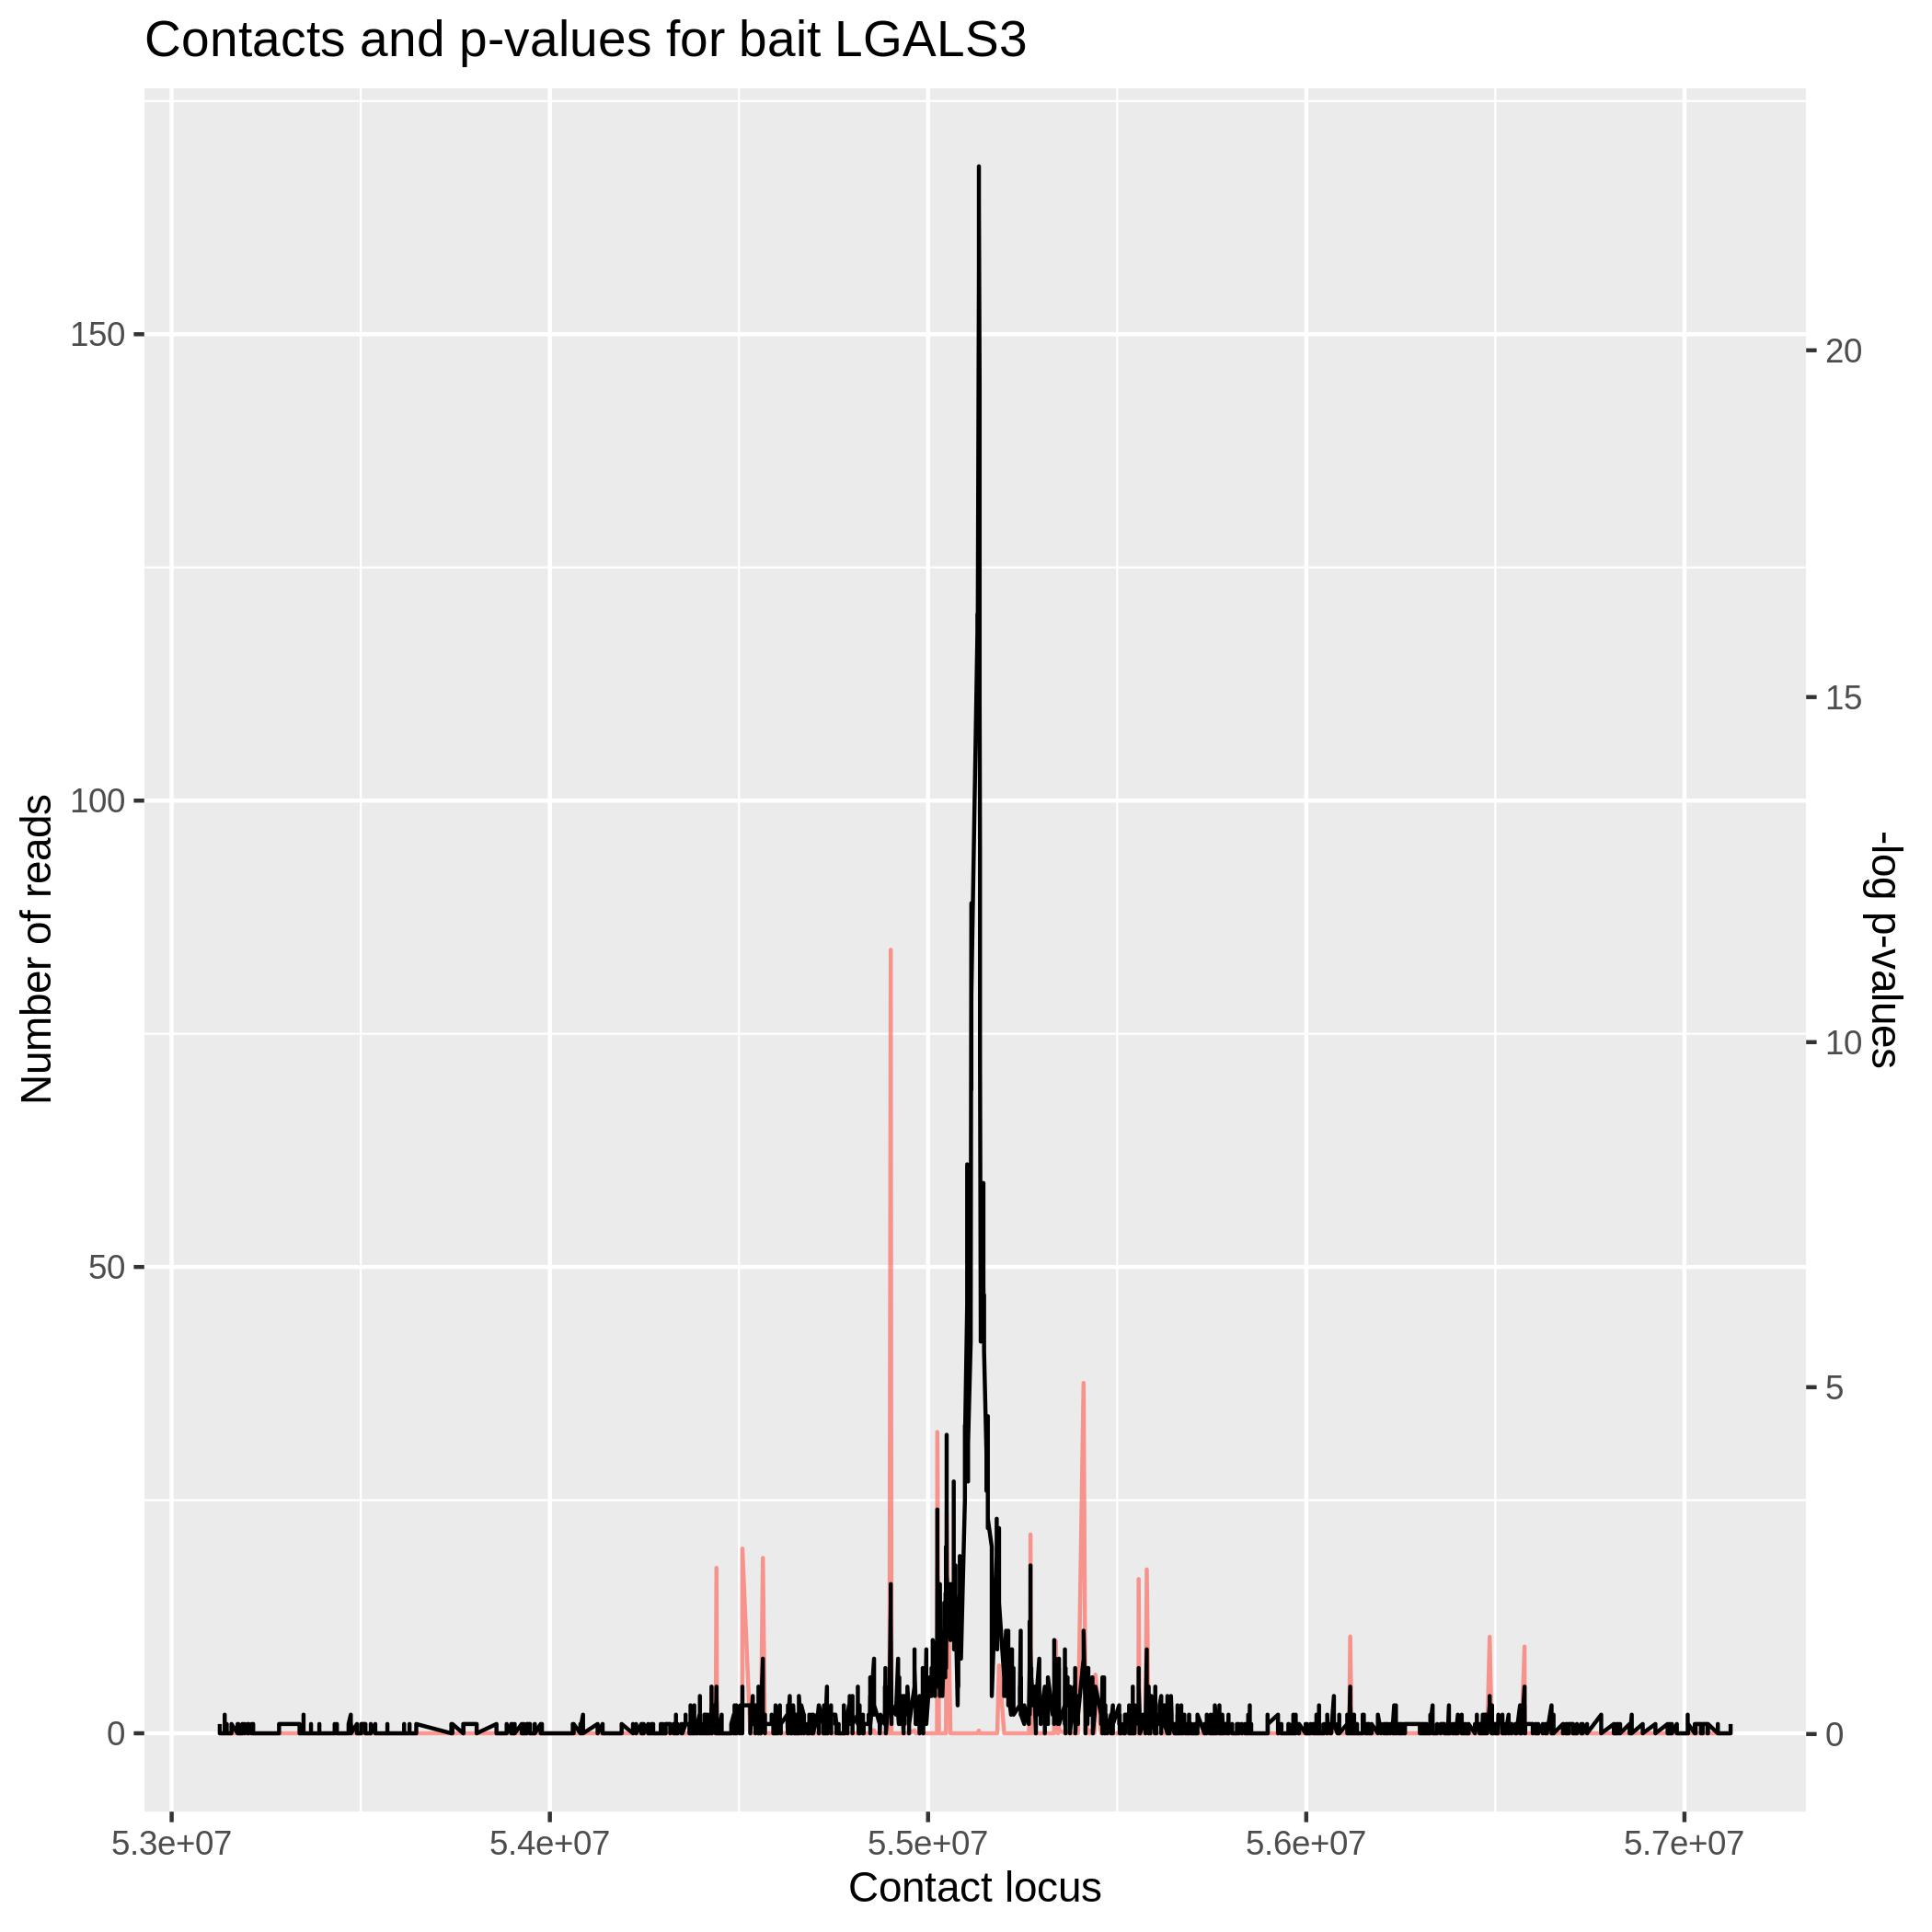 Contacts and p-values for bait LGALS3
Number of reads
150
100
50
0
20
15
10
5
0
-log p-values
5.3e+07
5.4e+07
5.5e+07
5.6e+07
5.7e+07
Contact locus